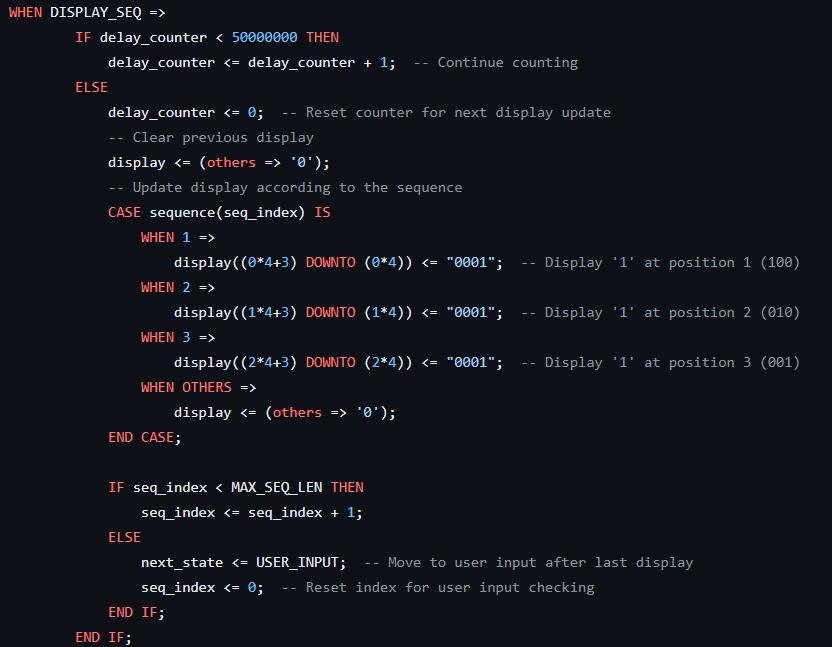 WHEN DISPLAY_SEQ =>
IF delay_counter < 50000000 THEN
delay_counter <= delay_counter + 1;  -- Continue counting
ELSE
delay_counter <= 0;  -- Reset counter for next display update
-- Clear previous display
display <= (others => '0');
-- Update display according to the sequence
CASE sequence(seq_index) IS
WHEN 1 =>
display((0*4+3) DOWNTO (0*4)) <= "0001";  -- Display '1' at position 1 (100)
WHEN 2 =>
display((1*4+3) DOWNTO (1*4)) <= "0001";  -- Display '1' at position 2 (010)
WHEN 3 =>
display((2*4+3) DOWNTO (2*4)) <= "0001";  -- Display '1' at position 3 (001)
WHEN OTHERS =>
display <= (others => '0');
END CASE;
IF seq_index < MAX_SEQ_LEN THEN
seq_index <= seq_index + 1;
ELSE
next_state <= USER_INPUT;  -- Move to user input after last display
seq_index <= 0;  -- Reset index for user input checking
END IF;
END IF;